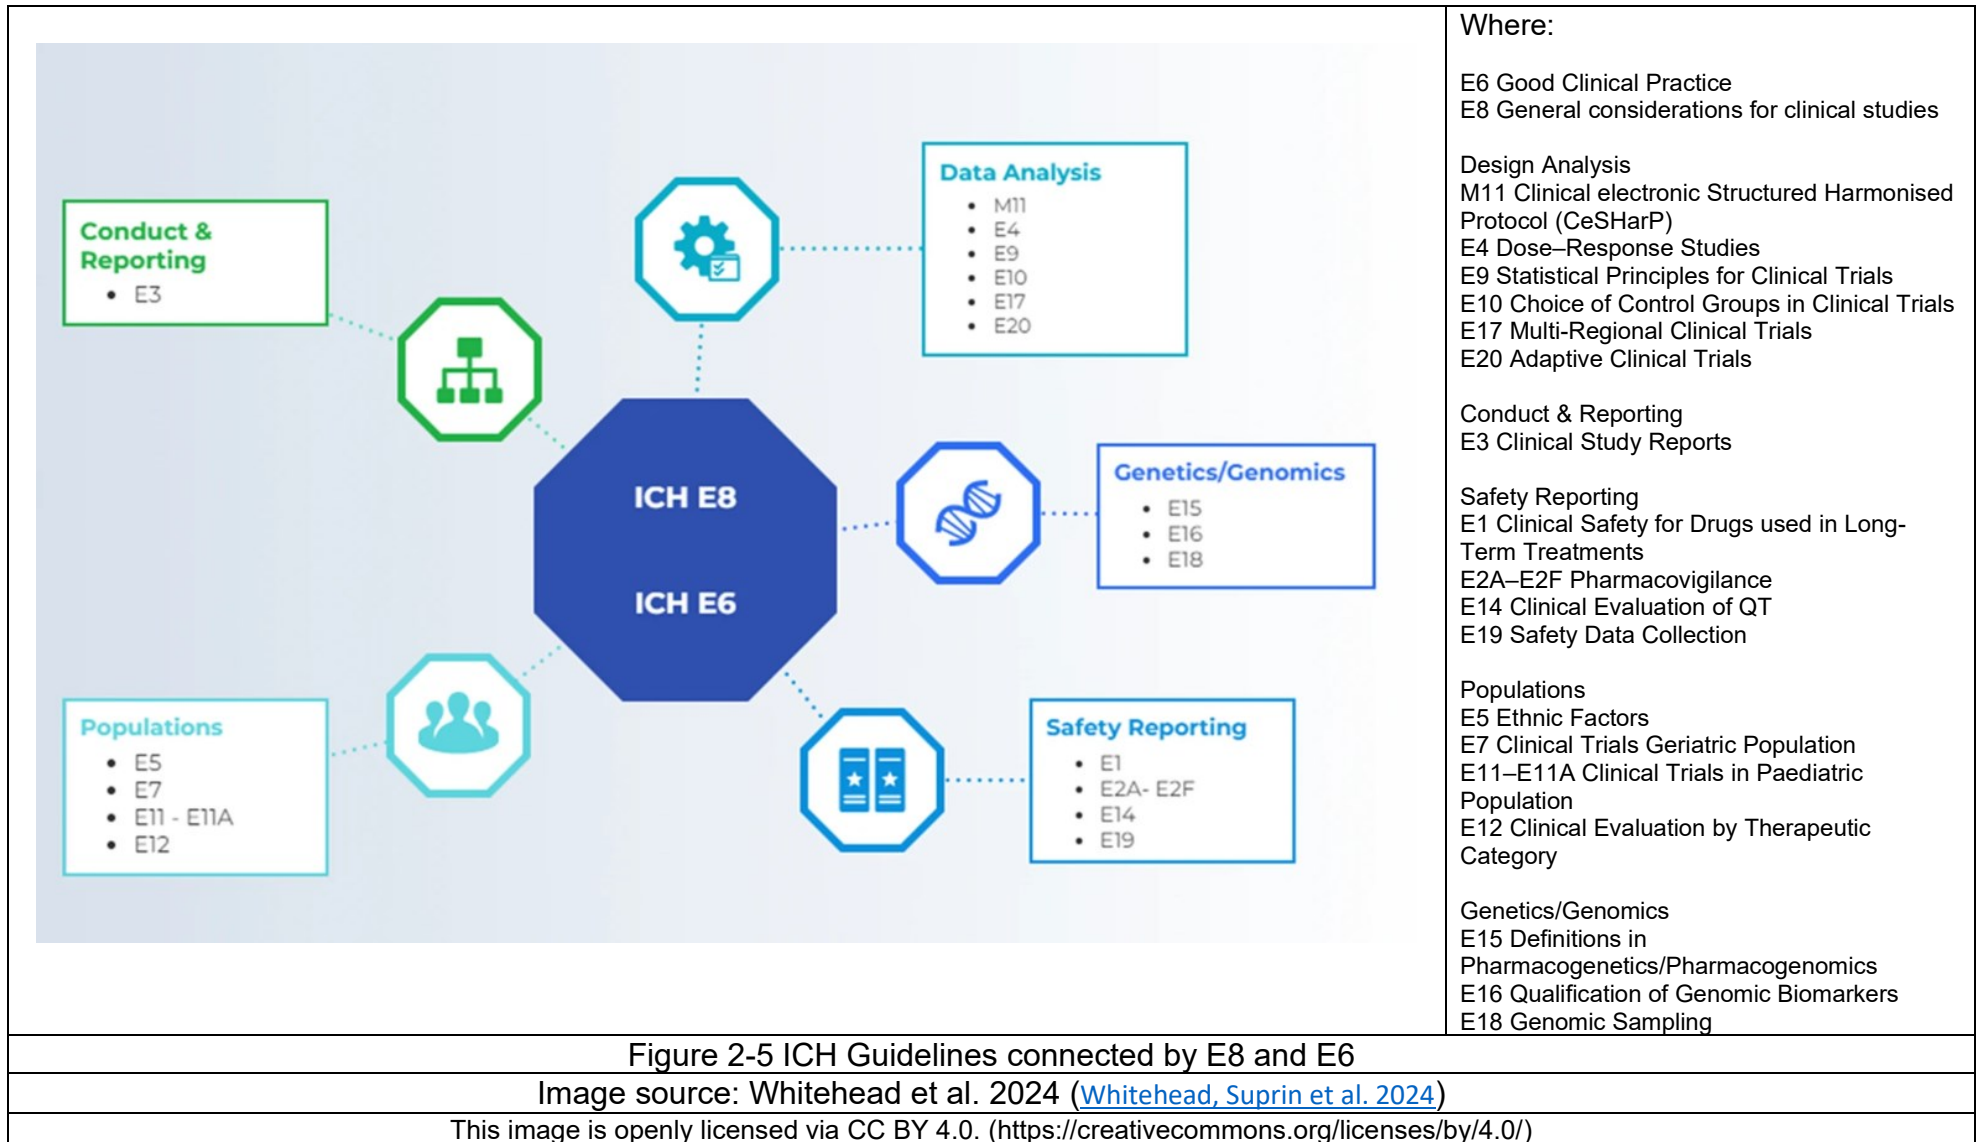 Conduct &
Reporting
• E3
Data Analysis
• M11
• E4
• E9
• E10
• E17
• E20
ICH E8
ICH E6
Genetics/Genomics
• E15
• E16
• E18
Populations
• E5
• E7
• E11 - E11A
• E12
Safety Reporting
• E1
• E2A- E2F
• E14
• E19
Where:
E6 Good Clinical Practice
E8 General considerations for clinical studies
Design Analysis
M11 Clinical electronic Structured Harmonised
Protocol (CeSHarP)
E4 Dose–Response Studies
E9 Statistical Principles for Clinical Trials
E10 Choice of Control Groups in Clinical Trials
E17 Multi-Regional Clinical Trials
E20 Adaptive Clinical Trials
Conduct & Reporting
E3 Clinical Study Reports
Safety Reporting
E1 Clinical Safety for Drugs used in Long-
Term Treatments
E2A–E2F Pharmacovigilance
E14 Clinical Evaluation of QT
E19 Safety Data Collection
Populations
E5 Ethnic Factors
E7 Clinical Trials Geriatric Population
E11–E11A Clinical Trials in Paediatric
Population
E12 Clinical Evaluation by Therapeutic
Category
Genetics/Genomics
E15 Definitions in
Pharmacogenetics/Pharmacogenomics
E16 Qualification of Genomic Biomarkers
E18 Genomic Sampling
Figure 2-5 ICH Guidelines connected by E8 and E6
Image source: Whitehead et al. 2024 (Whitehead, Suprin et al. 2024)
This image is openly licensed via CC BY 4.0. (https://creativecommons.org/licenses/by/4.0/)